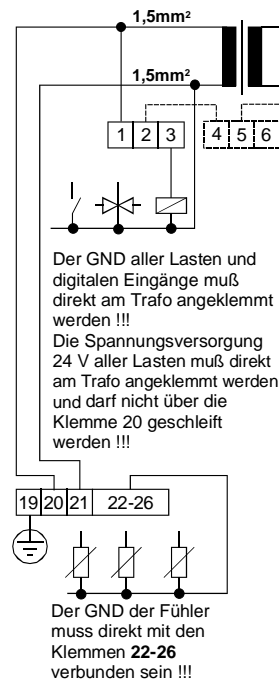 1,5mm²
1,5mm²
1 2 3
4 5 6
Der GND aller Lasten und
digitalen Eingänge muß
direkt am Trafo angeklemmt
werden !!!
Die Spannungsversorgung
24 V aller Lasten muß direkt
am Trafo angeklemmt werden
und darf nicht über die
Klemme 20 geschleift
werden !!!
19 20 21 22-26
Der GND der Fühler
muss direkt mit den
Klemmen 22-26
verbunden sein !!!